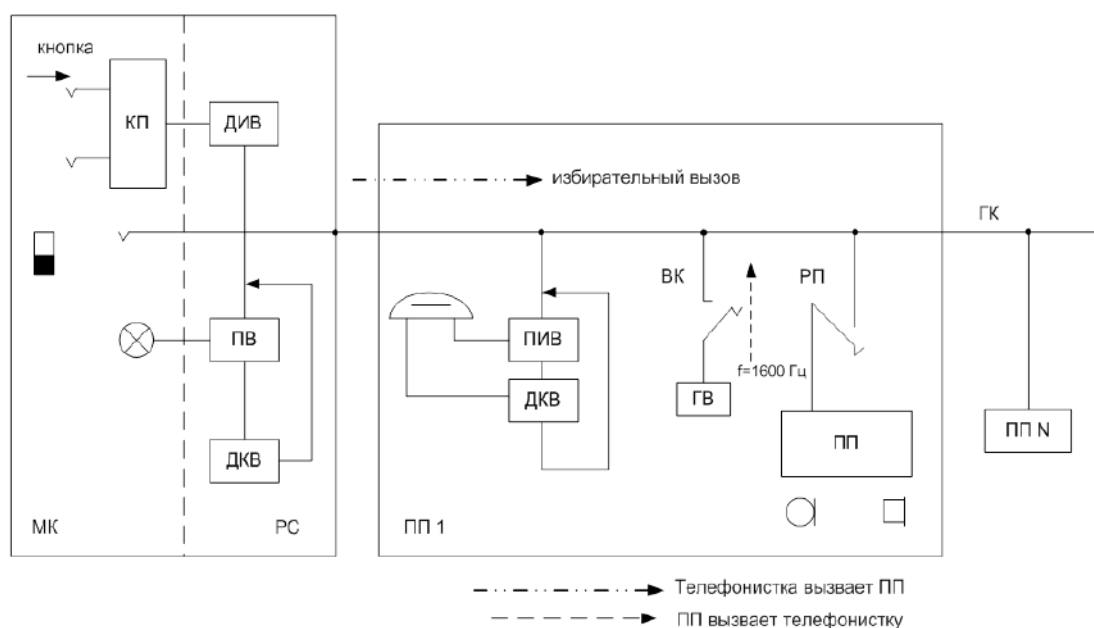 кнопка
КП
ДИВ
избирательный вызов
ГК
ВК
РП
ПВ
ПИВ
f=1600 Гц
ДКВ
ГВ
ПП
ПП N
ДКВ
МК
РС
ПП 1
Телефонистка вызвает ПП
ПП вызвает телефонистку